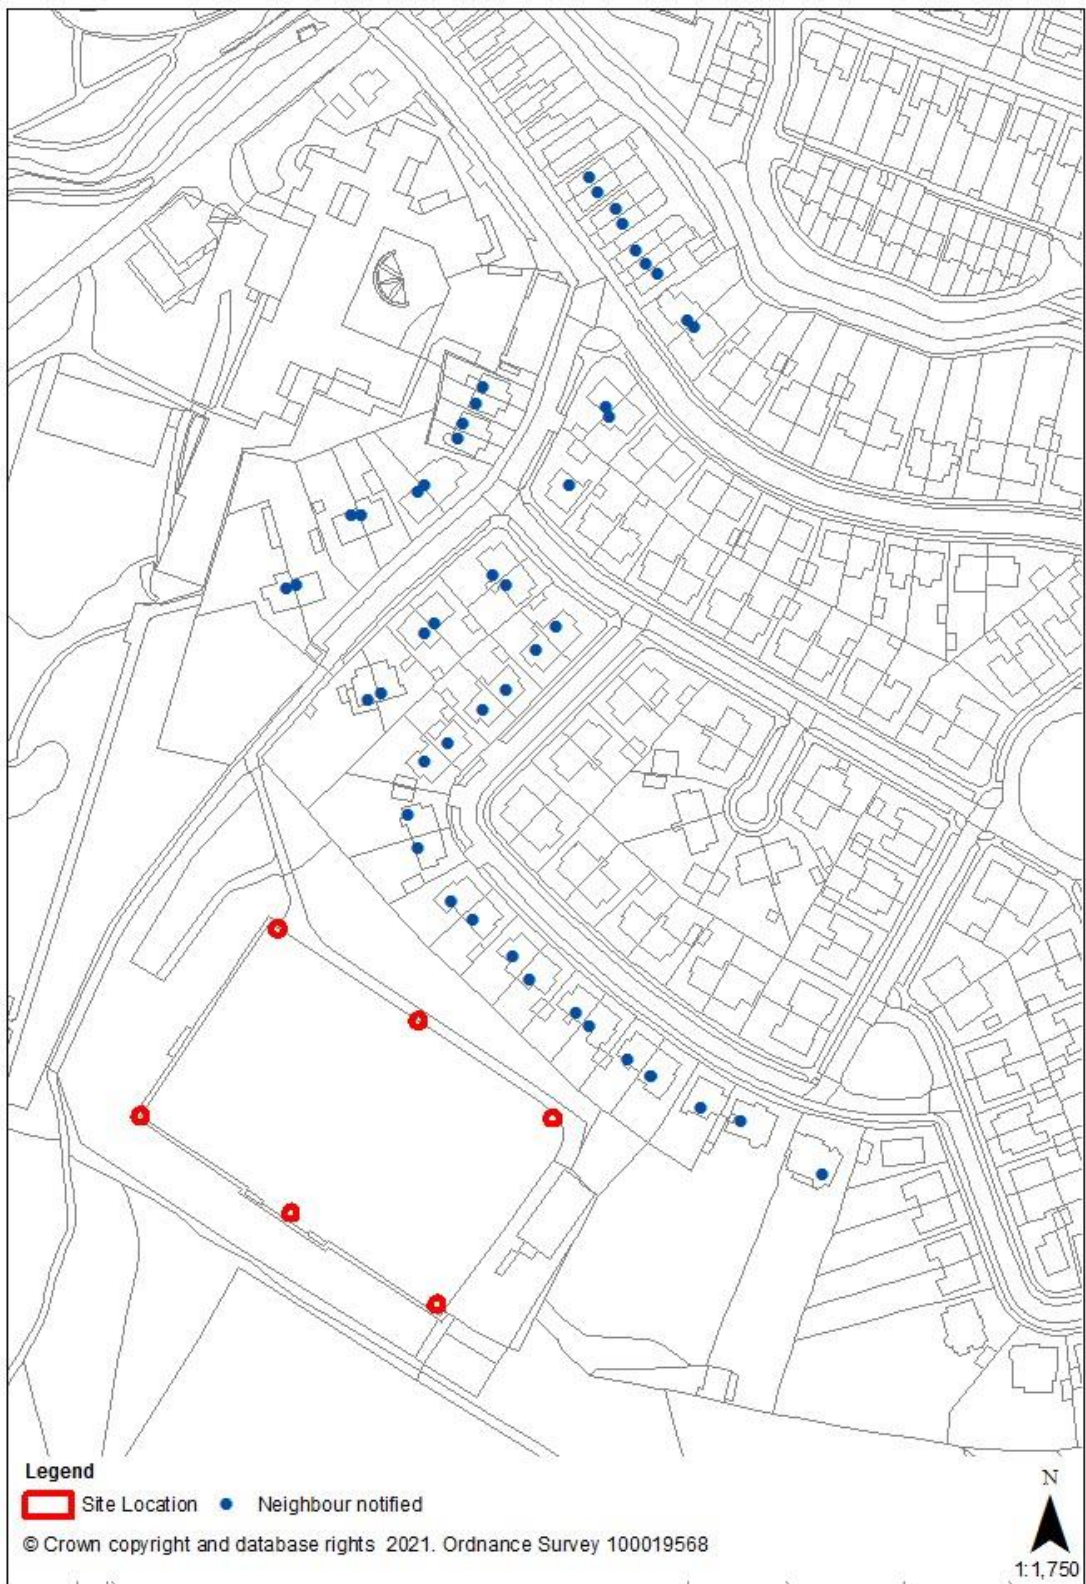 Legend
Site Location Neighbour notified
© Crown copyright and database rights 2021. Ordnance Survey 100019568
N
1:1,750